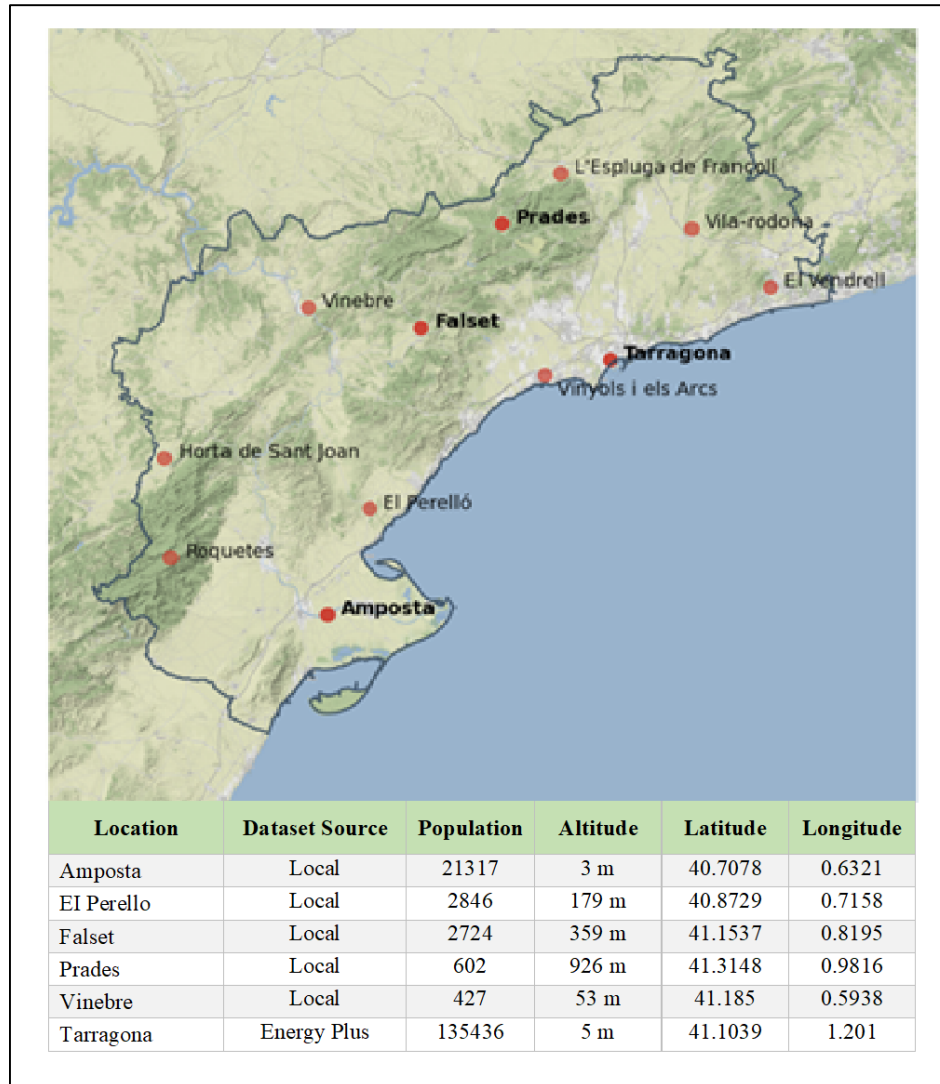 L'Espluga de Françolí
Prades
Vila-rodona
El Vendrell
Vinebre
Falset
Tarragona
Vinyols i els Arcs
Horta de Sant Joan
El Perelló
Roquetes
Amposta
Location Dataset Source Population Altitude Latitude Longitude
Amposta Local 21317 3 m 40.7078 0.6321
EI Perello Local 2846 179 m 40.8729 0.7158
Falset Local 2724 359 m 41.1537 0.8195
Prades Local 602 926 m 41.3148 0.9816
Vinebre Local 427 53 m 41.185 0.5938
Tarragona Energy Plus 135436 5 m 41.1039 1.201